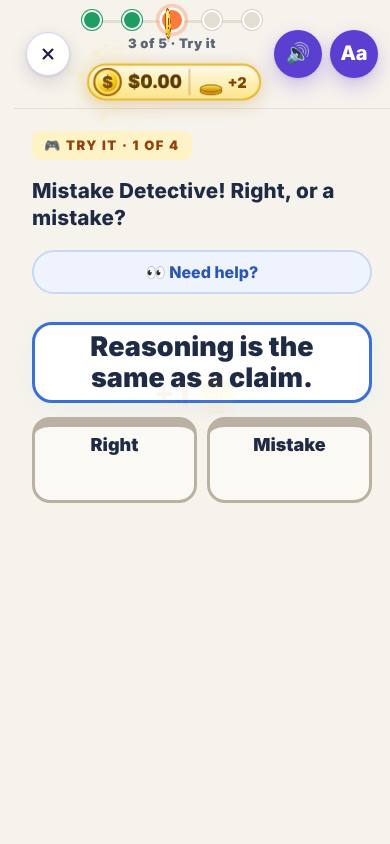 3 of 5 · Try it
$ $0.00 +2
Aa
🎮 TRY IT · 1 OF 4
Mistake Detective! Right, or a
mistake?
👀 Need help?
Reasoning is the
same as a claim.
Right
Mistake